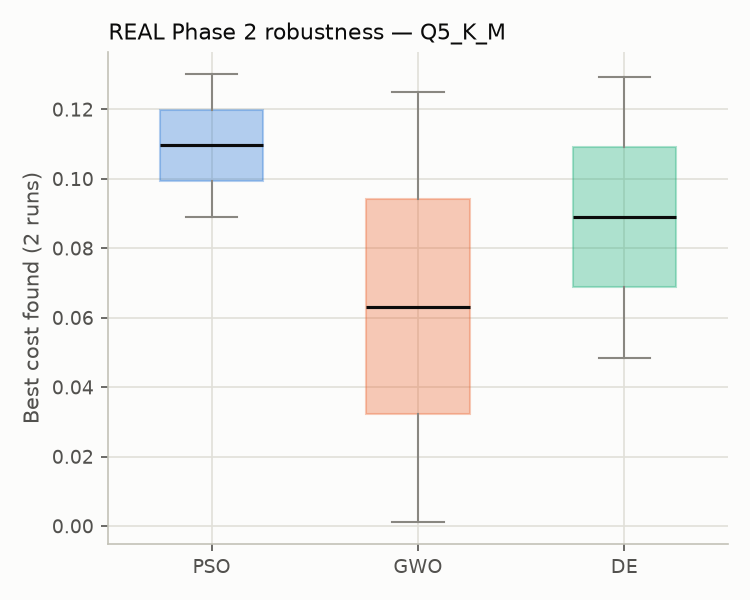 REAL Phase 2 robustness — Q5_K_M
Best cost found (2 runs)
0.12
0.10
0.08
0.06
0.04
0.02
0.00
PSO GWO DE